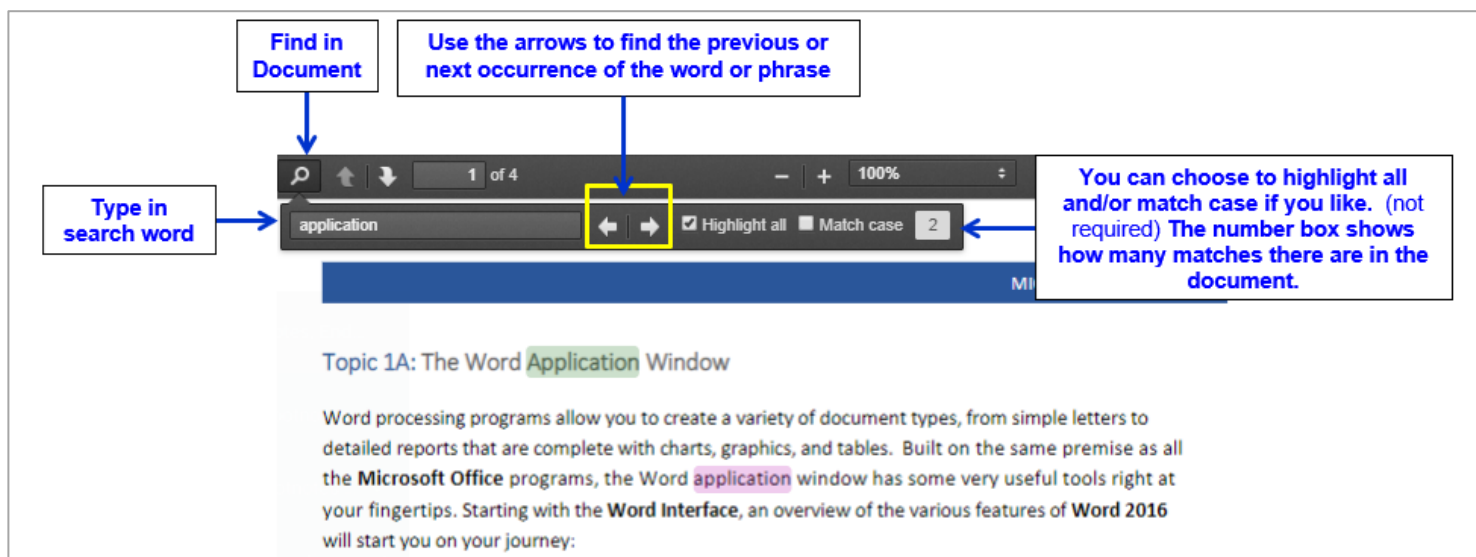 Find in
Document
Use the arrows to find the previous or
next occurrence of the word or phrase
1 of 4
100%
Type in
search word
application
Highlight all
Match case
2
You can choose to highlight all
and/or match case if you like. (not
required) The number box shows
how many matches there are in the
document.
Topic 1A: The Word Application Window
Word processing programs allow you to create a variety of document types, from simple letters to
detailed reports that are complete with charts, graphics, and tables. Built on the same premise as all
the Microsoft Office programs, the Word application window has some very useful tools right at
your fingertips. Starting with the Word Interface, an overview of the various features of Word 2016
will start you on your journey: